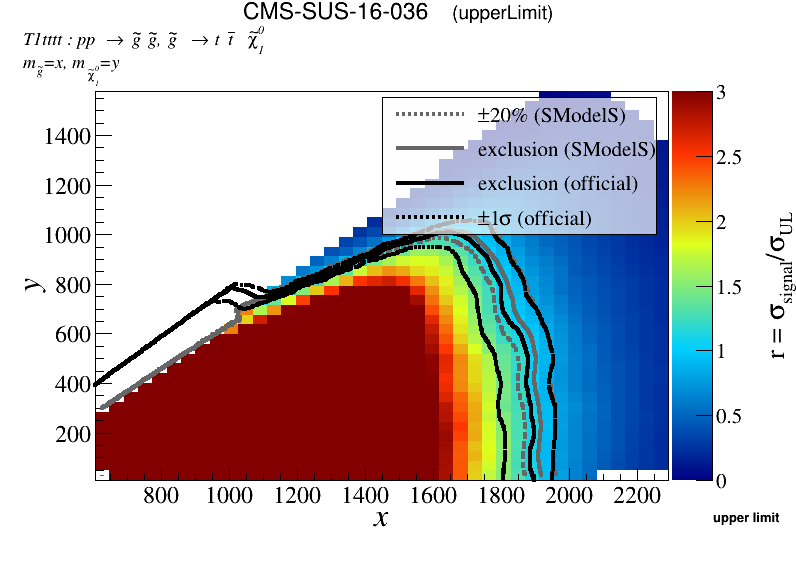 CMS-SUS-16-036 (upperLimit)
T1tttt : pp → g̃ g̃, g̃ → t t̄ χ̃⁰₁
m_g̃=x, m_χ̃⁰₁=y
±20% (SModelS)
exclusion (SModelS)
exclusion (official)
±1σ (official)
y
1400
1200
1000
800
600
400
200
800 1000 1200 1400 1600 1800 2000 2200
x
3
2.5
2
1.5
1
0.5
0
r = σ_signal/σ_UL
upper limit